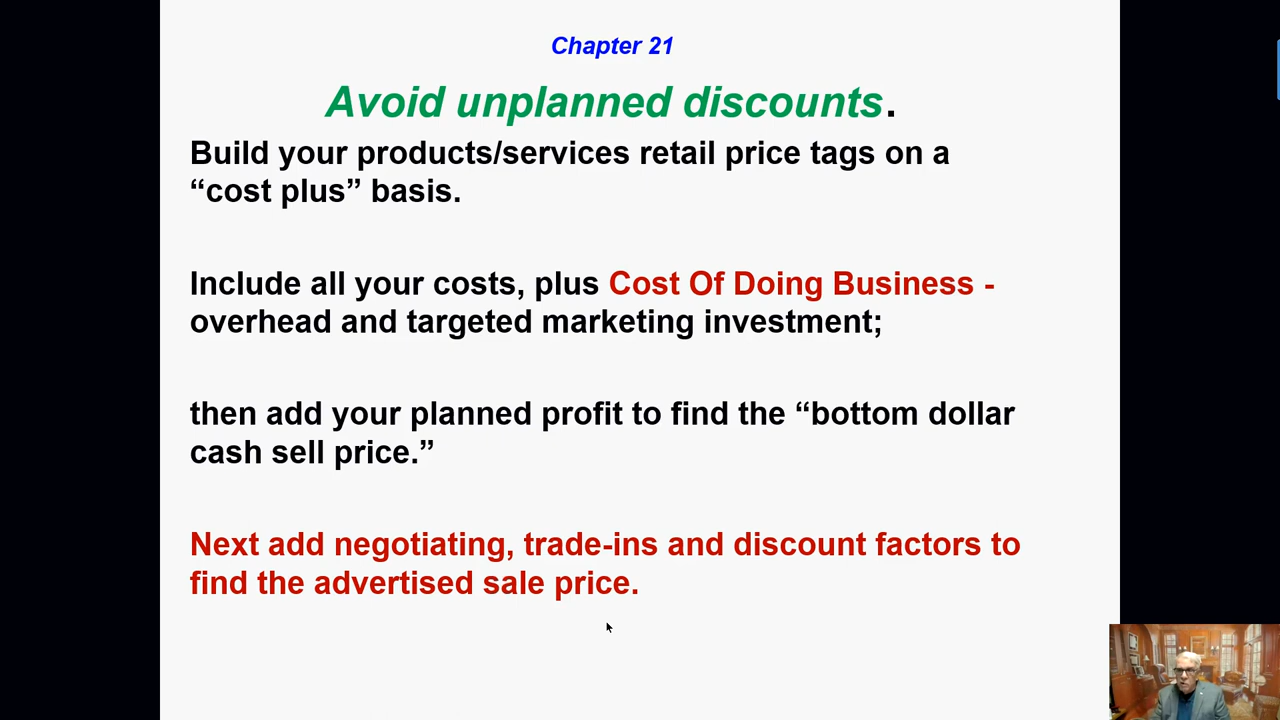 Chapter 21
Avoid unplanned discounts.
Build your products/services retail price tags on a
“cost plus” basis.
Include all your costs, plus Cost Of Doing Business -
overhead and targeted marketing investment;
then add your planned profit to find the “bottom dollar
cash sell price.”
Next add negotiating, trade-ins and discount factors to
find the advertised sale price.